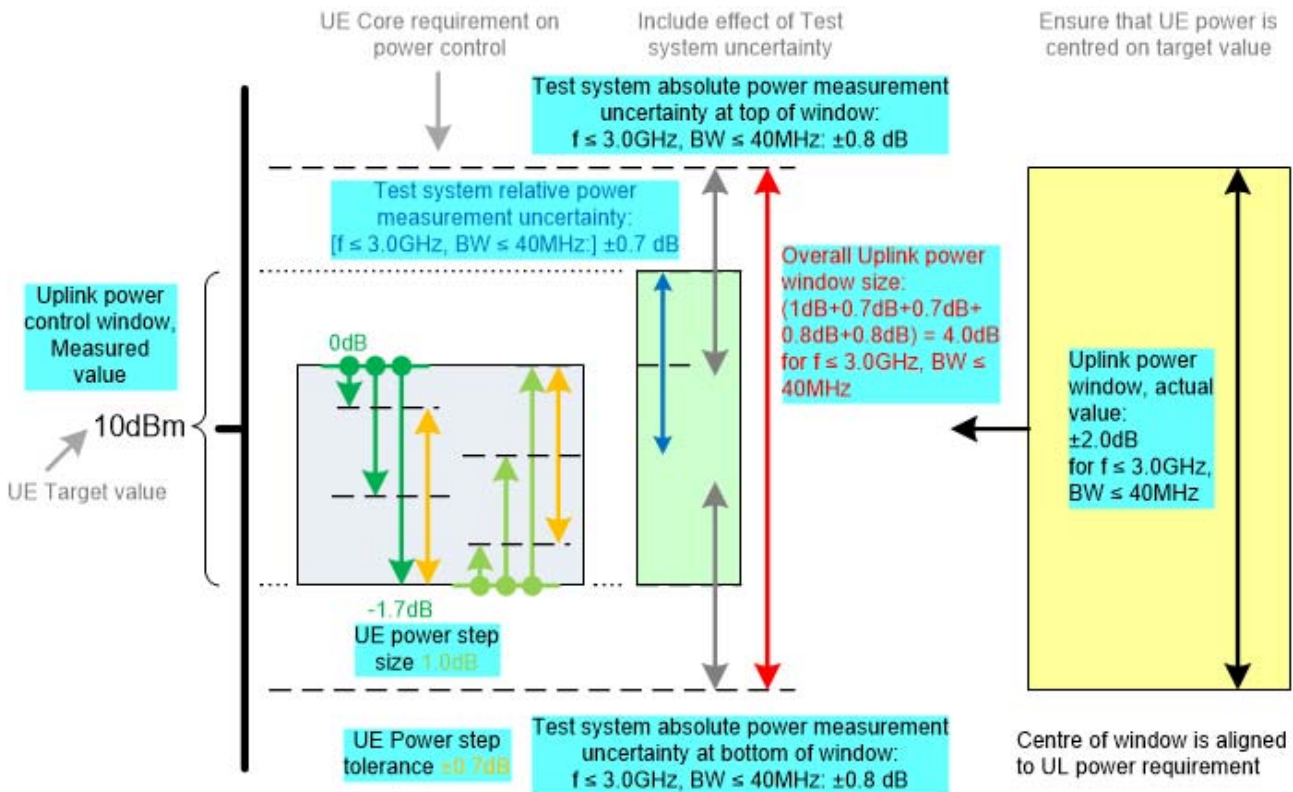 UE Core requirement on
power control
Include effect of Test
system uncertainty
Ensure that UE power is
centred on target value
Test system absolute power measurement
uncertainty at top of window:
f ≤ 3.0GHz, BW ≤ 40MHz: ±0.8 dB
Test system relative power
measurement uncertainty:
[f ≤ 3.0GHz, BW ≤ 40MHz:] ±0.7 dB
Uplink power
control window,
Measured
value
10dBm
UE Target value
0dB
-1.7dB
UE power step
size 1.0dB
Overall Uplink power
window size:
(1dB+0.7dB+0.7dB+
0.8dB+0.8dB) = 4.0dB
for f ≤ 3.0GHz, BW ≤
40MHz
Uplink power
window, actual
value:
±2.0dB
for f ≤ 3.0GHz,
BW ≤ 40MHz
UE Power step
tolerance ±0.7dB
Test system absolute power measurement
uncertainty at bottom of window:
f ≤ 3.0GHz, BW ≤ 40MHz: ±0.8 dB
Centre of window is aligned
to UL power requirement